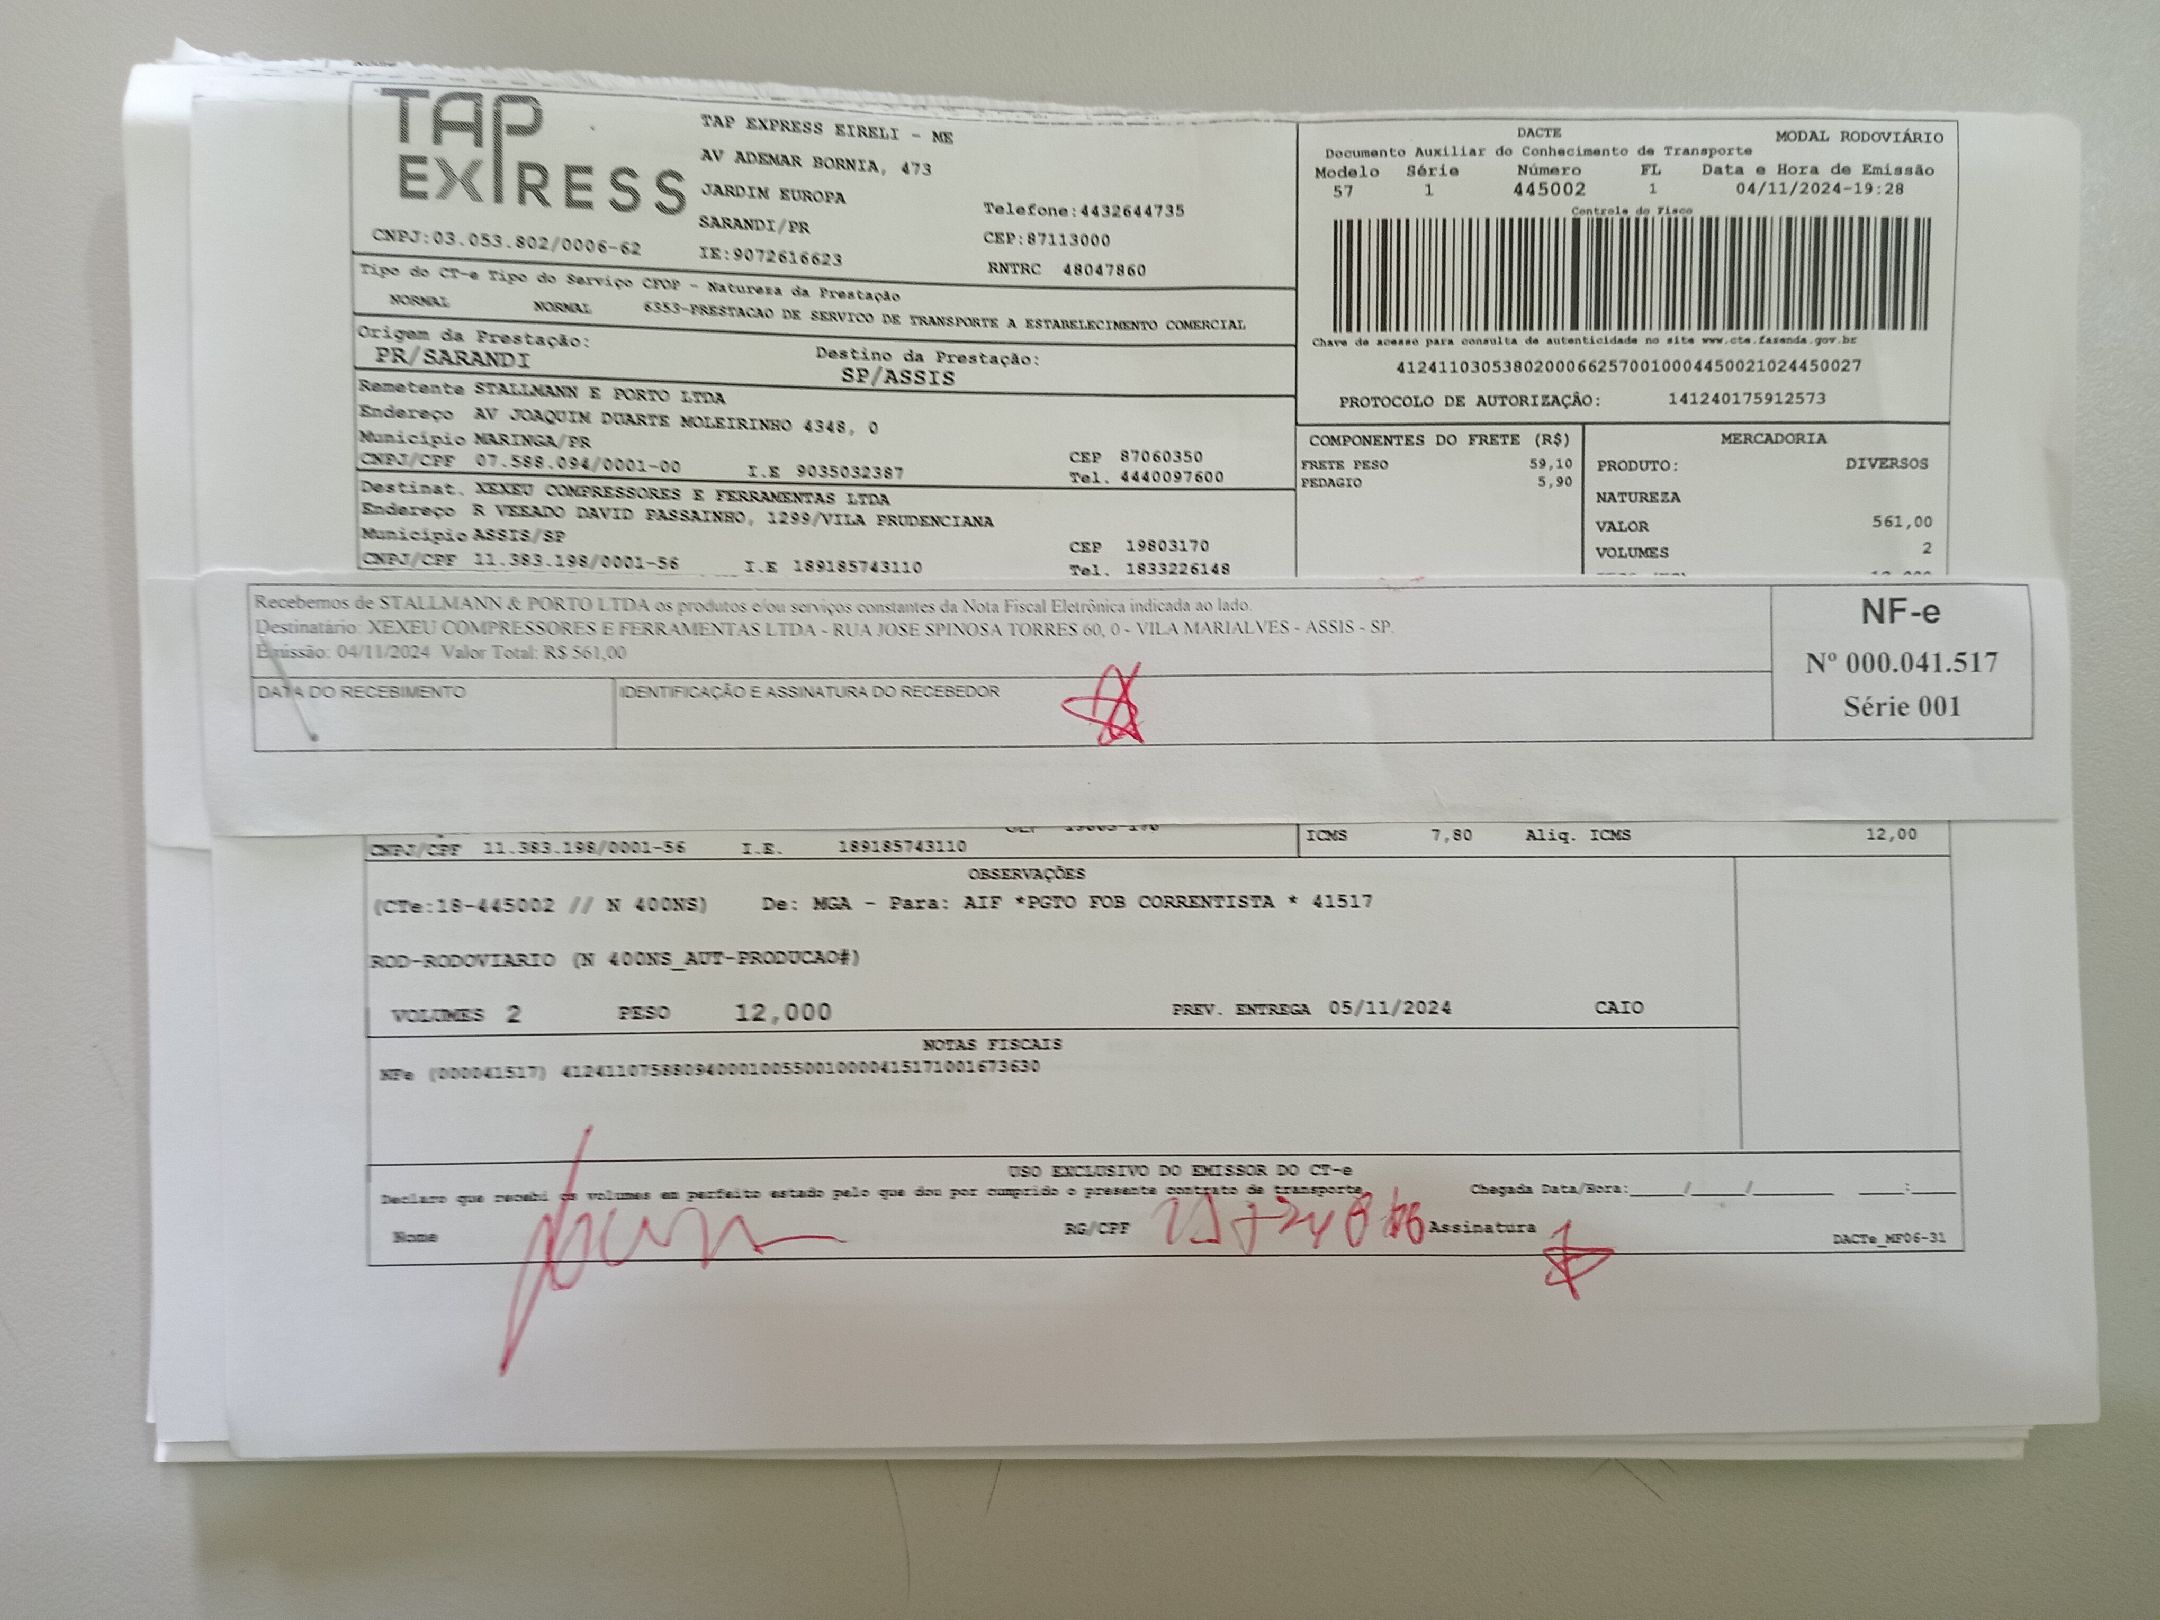 TAP EXPRESS
TAP EXPRESS EIRELI - ME
AV ADEMAR BORNIA, 473
JARDIM EUROPA
SARANDI/PR
Telefone:4432644735
CEP:87113000
CNPJ:03.053.802/0006-62
IE:9072616623
RNTRC 48047860
Tipo do CT-e Tipo do Serviço CFOP - Natureza da Prestação
NORMAL NORMAL 6353-PRESTACAO DE SERVICO DE TRANSPORTE A ESTABELECIMENTO COMERCIAL
Origem da Prestação:
PR/SARANDI
Destino da Prestação:
SP/ASSIS
Remetente STALLMANN E PORTO LTDA
Endereço AV JOAQUIM DUARTE MOLEIRINHO 4348, 0
Município MARINGA/PR
CEP 87060350
CNPJ/CPF 07.588.094/0001-00 I.E 9035032387 Tel. 4440097600
Destinat. XEXEU COMPRESSORES E FERRAMENTAS LTDA
Endereço R VEEADO DAVID PASSAINHO, 1299/VILA PRUDENCIANA
Município ASSIS/SP
CEP 19803170
CNPJ/CPF 11.383.198/0001-56 I.E 189185743110 Tel. 1833226148
DACTE MODAL RODOVIÁRIO
Documento Auxiliar do Conhecimento de Transporte
Modelo Série Número FL Data e Hora de Emissão
57 1 445002 1 04/11/2024-19:28
Controle do Fisco
Chave de acesso para consulta de autenticidade no site www.cte.fazenda.gov.br
41241103053802000662570010004450021024450027
PROTOCOLO DE AUTORIZAÇÃO: 141240175912573
COMPONENTES DO FRETE (R$)
FRETE PESO 59,10
PEDAGIO 5,90
MERCADORIA
PRODUTO: DIVERSOS
NATUREZA
VALOR 561,00
VOLUMES 2
Recebemos de STALLMANN & PORTO LTDA os produtos e/ou serviços constantes da Nota Fiscal Eletrônica indicada ao lado.
Destinatário: XEXEU COMPRESSORES E FERRAMENTAS LTDA - RUA JOSE SPINOSA TORRES 60, 0 - VILA MARIALVES - ASSIS - SP.
Emissão: 04/11/2024 Valor Total: R$ 561,00
DATA DO RECEBIMENTO
IDENTIFICAÇÃO E ASSINATURA DO RECEBEDOR
NF-e
Nº 000.041.517
Série 001
CNPJ/CPF 11.383.198/0001-56 I.E. 189185743110
ICMS 7,80 Aliq. ICMS 12,00
OBSERVAÇÕES
(CTe:18-445002 // N 400NS) De: MGA - Para: AIF *PGTO FOB CORRENTISTA * 41517
ROD-RODOVIARIO (N 400NS_AUT-PRODUCAO#)
VOLUMES 2 PESO 12,000 PREV. ENTREGA 05/11/2024 CAIO
NOTAS FISCAIS
NFe (000041517) 41241107588094000100550010000415171001673630
USO EXCLUSIVO DO EMISSOR DO CT-e
Declaro que recebi os volumes em perfeito estado pelo que dou por cumprido o presente contrato de transporte
Chegada Data/Hora:____/____/____ ____:____
Nome RG/CPF Assinatura
DACTe_MF06-31